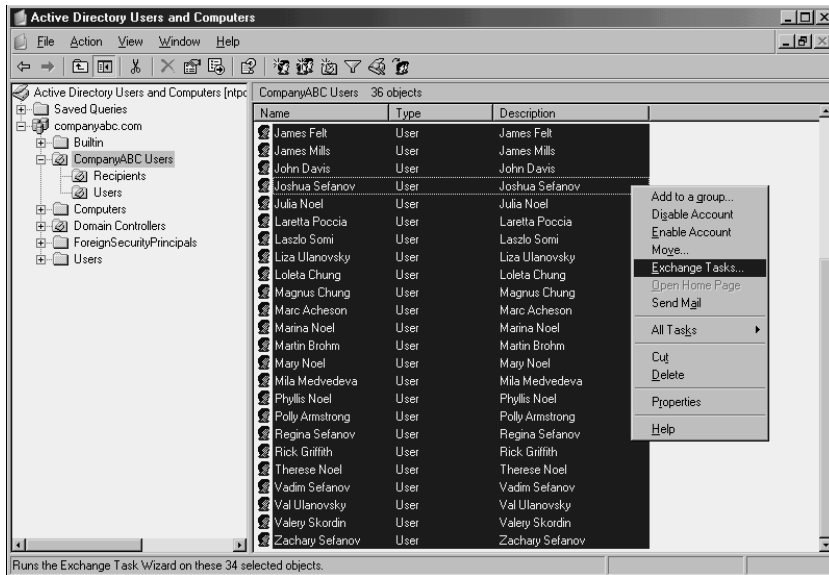 Active Directory Users and Computers
File Action View Window Help
Active Directory Users and Computers [ntpc
Saved Queries
companyabc.com
Builtin
CompanyABC Users
Recipients
Users
Computers
Domain Controllers
ForeignSecurityPrincipals
Users
CompanyABC Users 36 objects
Name Type Description
James Felt User James Felt
James Mills User James Mills
John Davis User John Davis
Joshua Sefanov User Joshua Sefanov
Julia Noel User Julia Noel
Laretta Poccia User Laretta Poccia
Laszlo Somi User Laszlo Somi
Liza Ulanovsky User Liza Ulanovsky
Loleta Chung User Loleta Chung
Magnus Chung User Magnus Chung
Marc Acheson User Marc Acheson
Marina Noel User Marina Noel
Martin Brohm User Martin Brohm
Mary Noel User Mary Noel
Mila Medvedeva User Mila Medvedeva
Phyllis Noel User Phyllis Noel
Polly Armstrong User Polly Armstrong
Regina Sefanov User Regina Sefanov
Rick Griffith User Rick Griffith
Therese Noel User Therese Noel
Vadim Sefanov User Vadim Sefanov
Val Ulanovsky User Val Ulanovsky
Valery Skordin User Valery Skordin
Zachary Sefanov User Zachary Sefanov
Add to a group...
Disable Account
Enable Account
Move...
Exchange Tasks...
Open Home Page
Send Mail
All Tasks
Cut
Delete
Properties
Help
Runs the Exchange Task Wizard on these 34 selected objects.